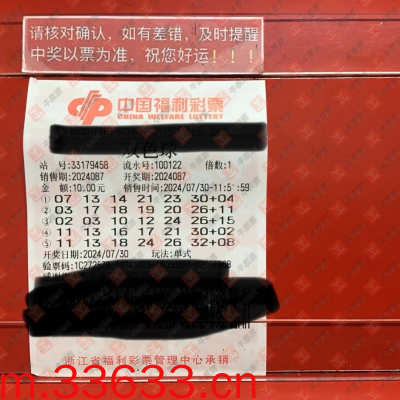 请核对确认，如有差错，及时提醒
中奖以票为准，祝您好运！！！
中国福利彩票
CHINA WELFARE LOTTERY
双色球
站 号:33179458 流水号:100122 倍数:1
销售期:2024087 开奖期:2024087
金 额:10.00元 销售时间:2024/07/30-11:5:59
① 07 13 14 21 23 30+04
② 03 17 18 19 20 26+11
③ 02 03 10 12 24 26+15
④ 11 13 16 17 31 30+02
⑤ 11 13 18 24 26 32+08
开奖日期:2024/07/30 玩法:单式
验票码:
浙江省福利彩票管理中心承销
m.33633.cn